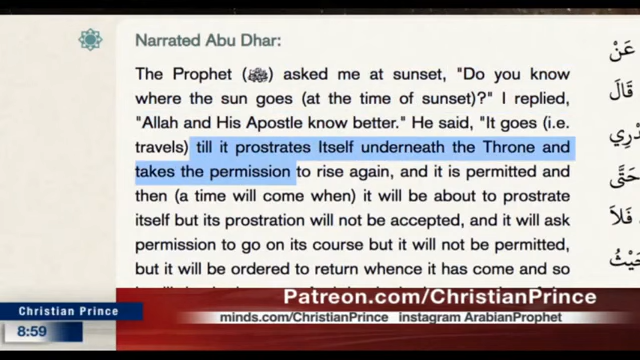 Narrated Abu Dhar:
عَنْ
The Prophet (ﷺ) asked me at sunset, "Do you know
where the sun goes (at the time of sunset)?" I replied,
قَالَ
"Allah and His Apostle know better." He said, "It goes (i.e.
travels) till it prostrates Itself underneath the Throne and
takes the permission to rise again, and it is permitted and
حَتَّى
then (a time will come when) it will be about to prostrate
itself but its prostration will not be accepted, and it will ask
فَلاَ
permission to go on its course but it will not be permitted,
but it will be ordered to return whence it has come and so
Patreon.com/ChristianPrince
Christian Prince
minds.com/ChristianPrince instagram ArabianProphet
8:59